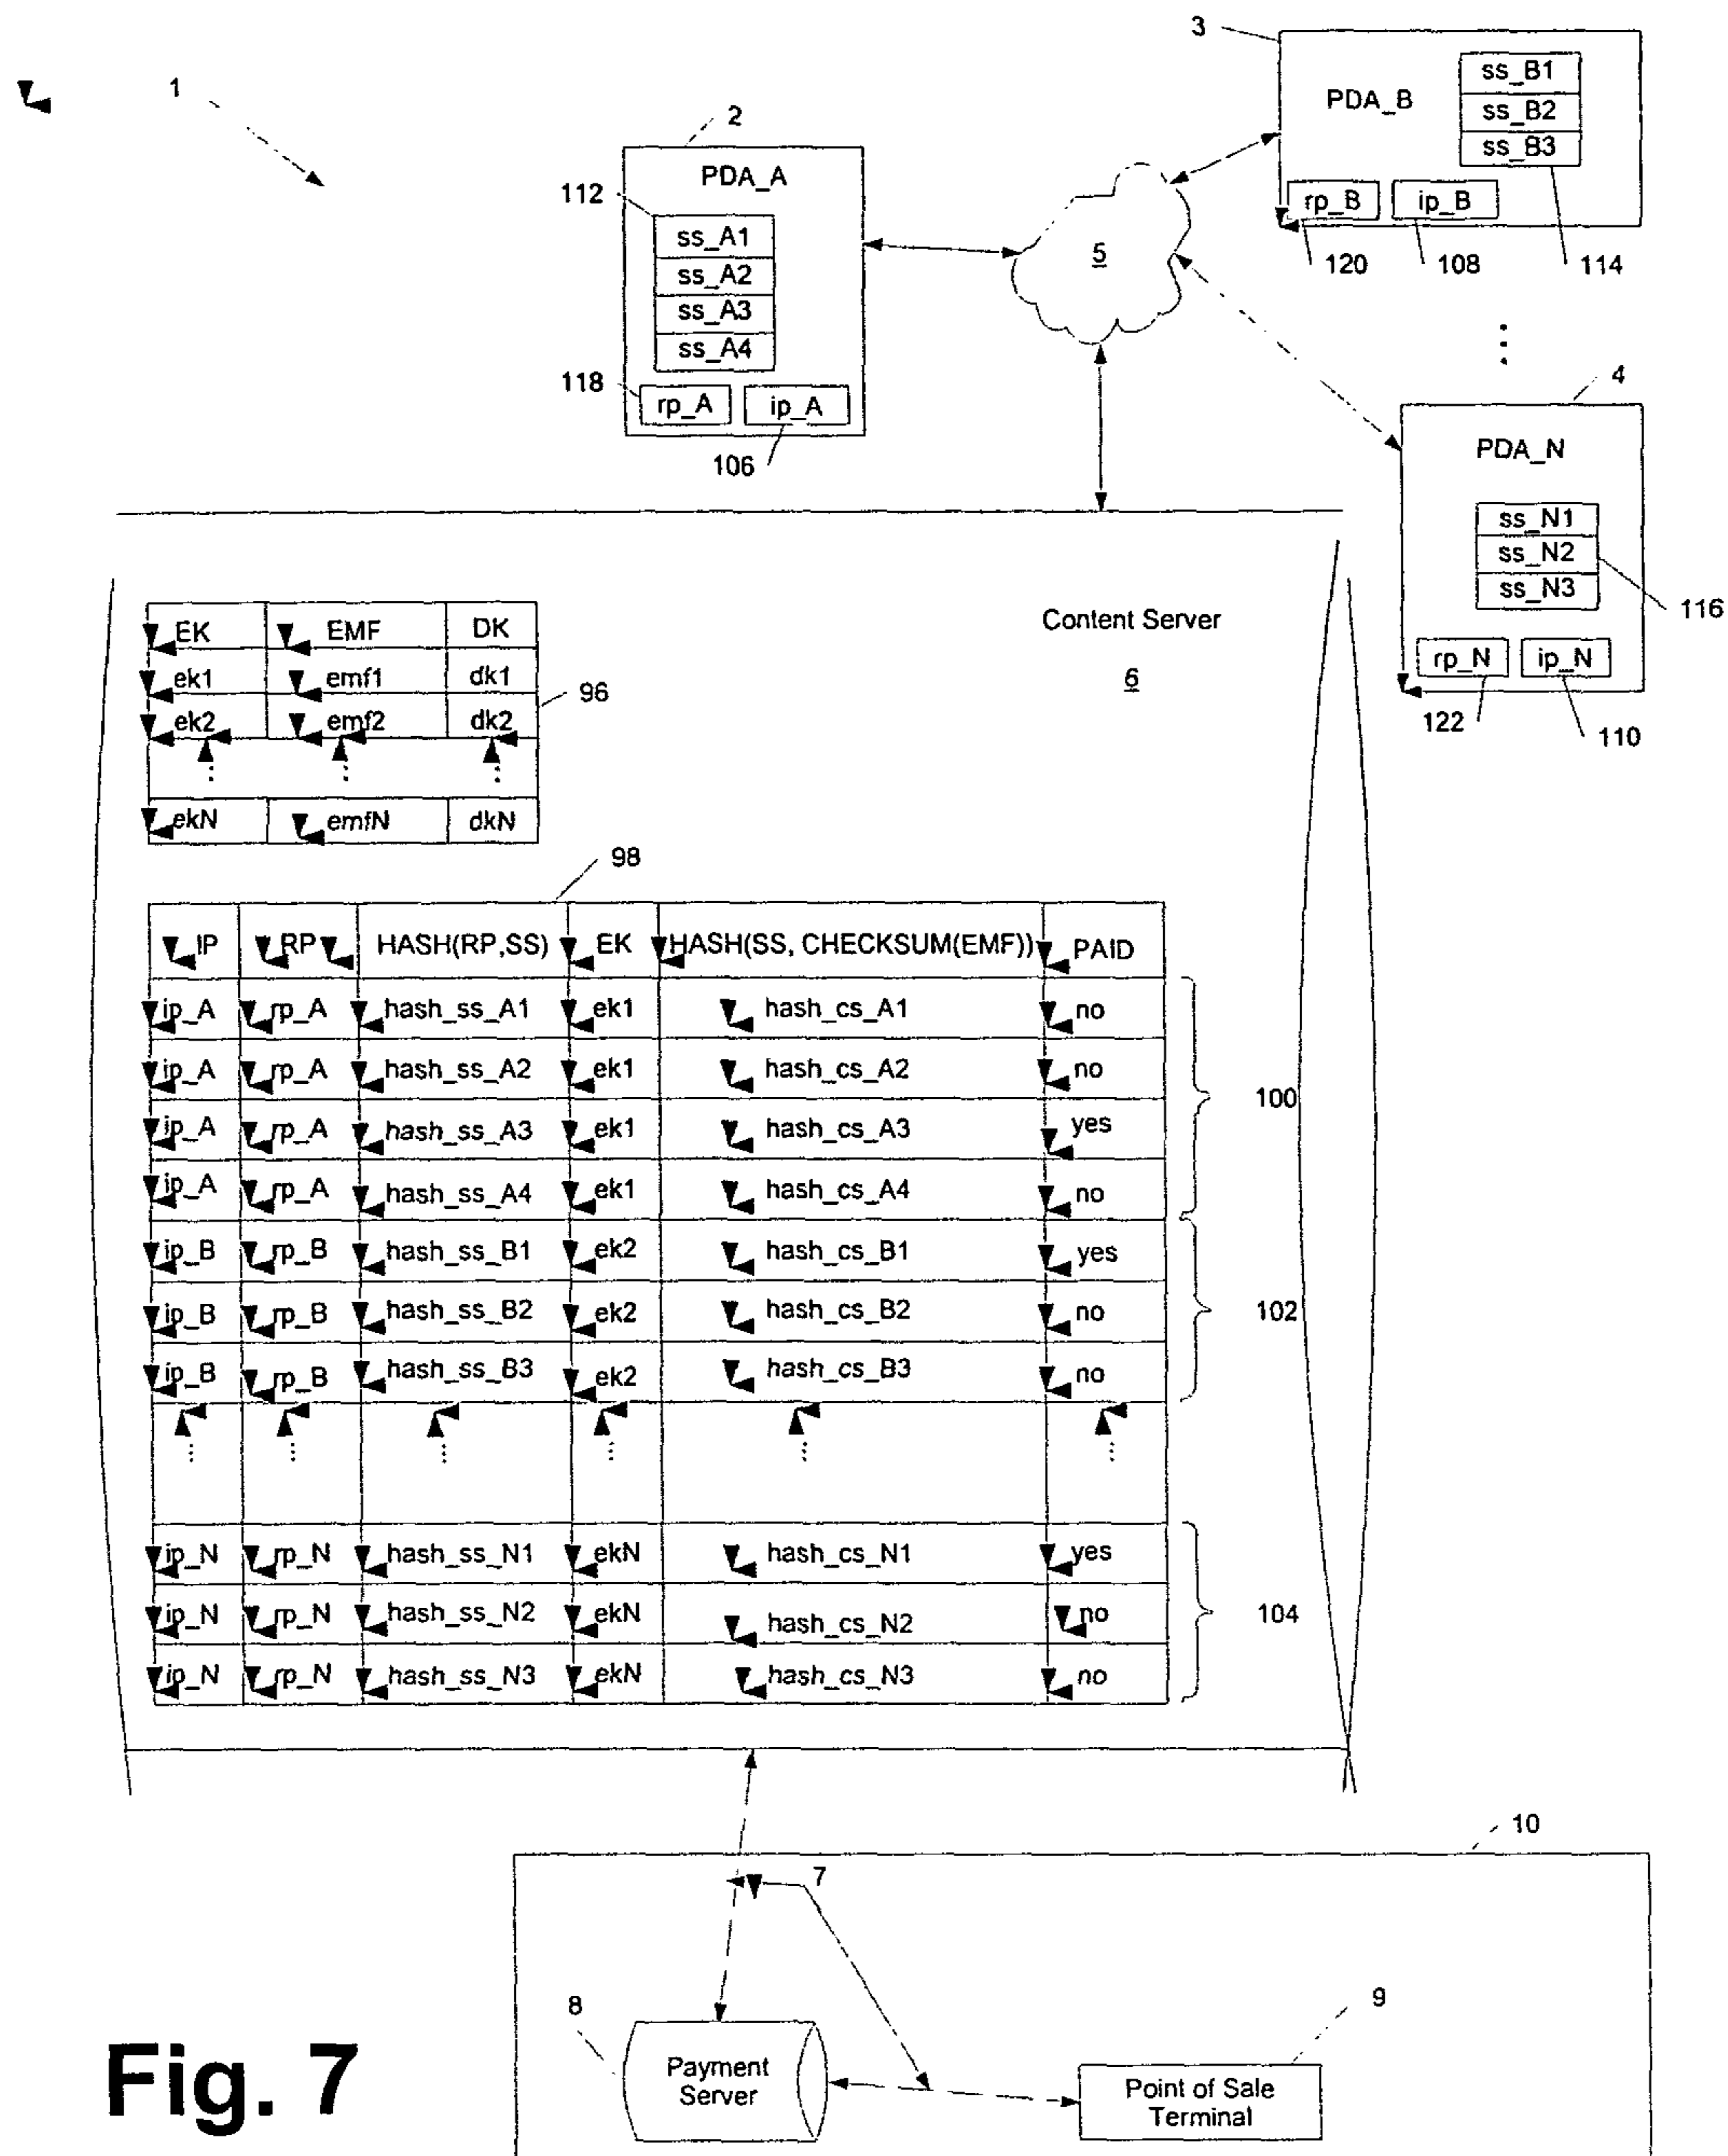 3
ss_B1
1
PDA_B
ss_B2
2
ss_B3
PDA_A
112
rp_B
ip_B
ss_A1
5
120
108
114
ss_A2
ss_A3
ss_A4
118
4
rp_A
ip_A
PDA_N
106
ss_N1
ss_N2
ss_N3
116
Content Server
6
rp_N
ip_N
122
110
EK EMF DK
ek1 emf1 dk1
96
ek2 emf2 dk2
⋮ ⋮ ⋮
ekN emfN dkN
98
IP RP HASH(RP,SS) EK HASH(SS, CHECKSUM(EMF)) PAID
ip_A rp_A hash_ss_A1 ek1 hash_cs_A1 no
ip_A rp_A hash_ss_A2 ek1 hash_cs_A2 no
100
ip_A rp_A hash_ss_A3 ek1 hash_cs_A3 yes
ip_A rp_A hash_ss_A4 ek1 hash_cs_A4 no
ip_B rp_B hash_ss_B1 ek2 hash_cs_B1 yes
ip_B rp_B hash_ss_B2 ek2 hash_cs_B2 no
102
ip_B rp_B hash_ss_B3 ek2 hash_cs_B3 no
⋮ ⋮ ⋮ ⋮ ⋮ ⋮
ip_N rp_N hash_ss_N1 ekN hash_cs_N1 yes
ip_N rp_N hash_ss_N2 ekN hash_cs_N2 no
104
ip_N rp_N hash_ss_N3 ekN hash_cs_N3 no
10
7
8
9
Payment
Server
Point of Sale
Terminal
Fig. 7